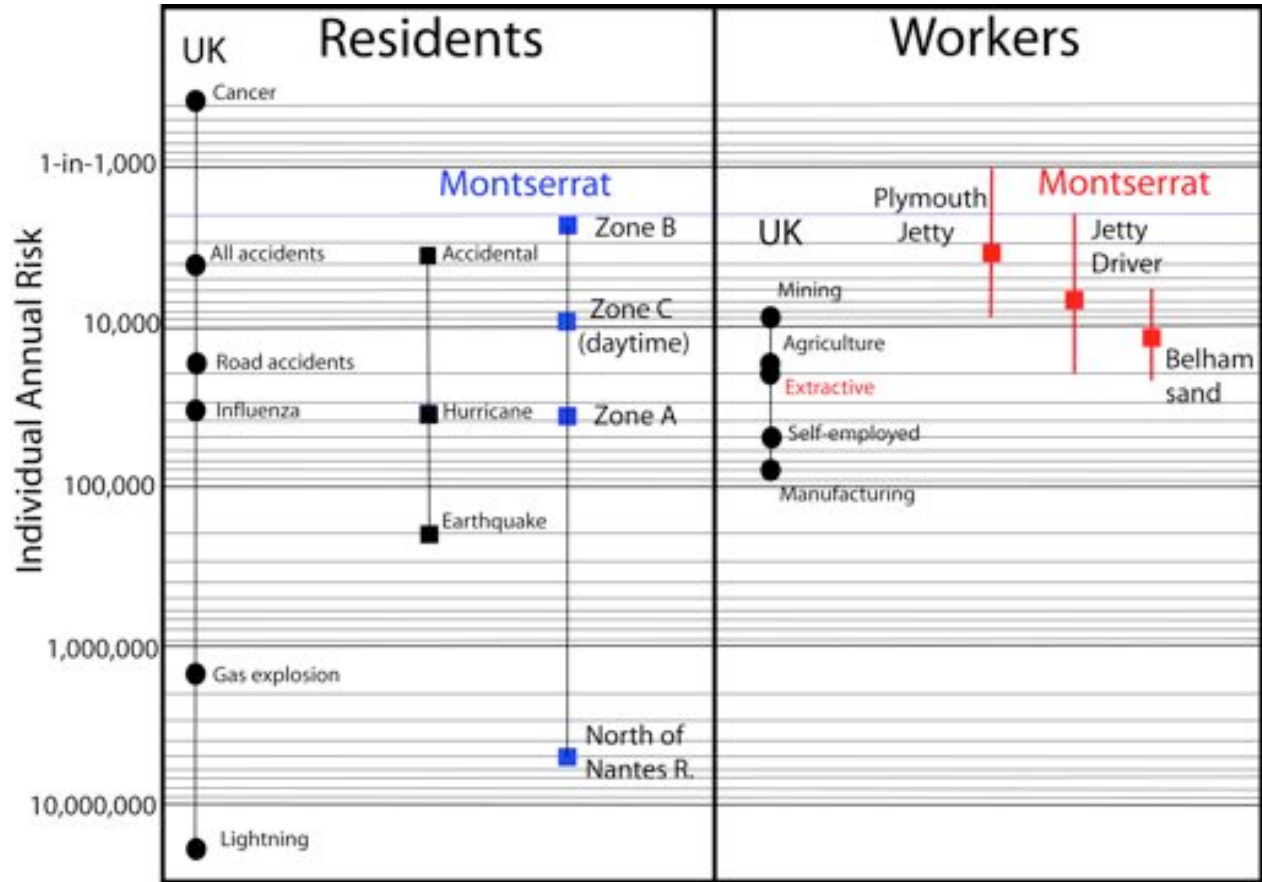 Residents
Workers
UK
Cancer
1-in-1,000
Montserrat
Montserrat
Plymouth
Jetty
Zone B
Jetty
Driver
UK
All accidents
Accidental
Mining
Zone C
(daytime)
10,000
Agriculture
Belham
sand
Road accidents
Extractive
Influenza
Hurricane
Zone A
Self-employed
100,000
Manufacturing
Earthquake
Individual Annual Risk
1,000,000
Gas explosion
North of
Nantes R.
10,000,000
Lightning